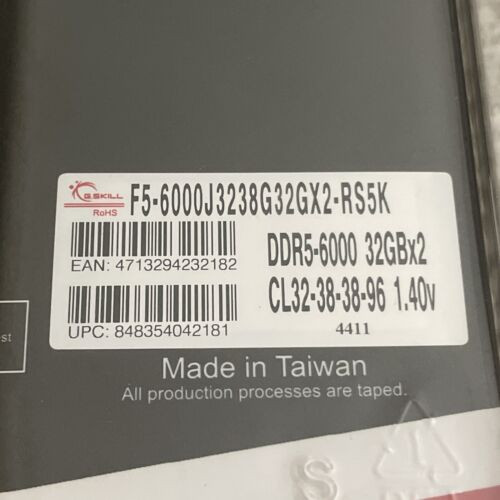 G.SKILL
RoHS
F5-6000J3238G32GX2-RS5K
EAN: 4713294232182
DDR5-6000 32GBx2
CL32-38-38-96 1.40v
UPC: 848354042181
4411
est
Made in Taiwan
All production processes are taped.
S